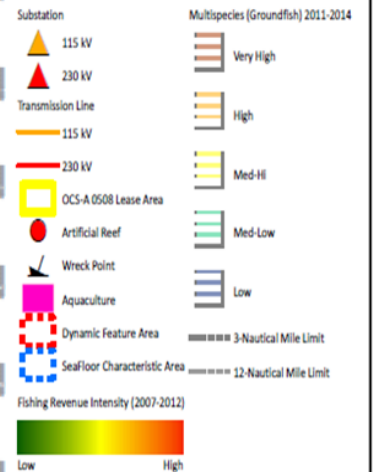 Substation
115 kV
230 kV
Transmission Line
115 kV
230 kV
OCS-A 0508 Lease Area
Artificial Reef
Wreck Point
Aquaculture
Dynamic Feature Area
SeaFloor Characteristic Area
Fishing Revenue Intensity (2007-2012)
Low High
Multispecies (Groundfish) 2011-2014
Very High
High
Med-Hi
Med-Low
Low
3-Nautical Mile Limit
12-Nautical Mile Limit